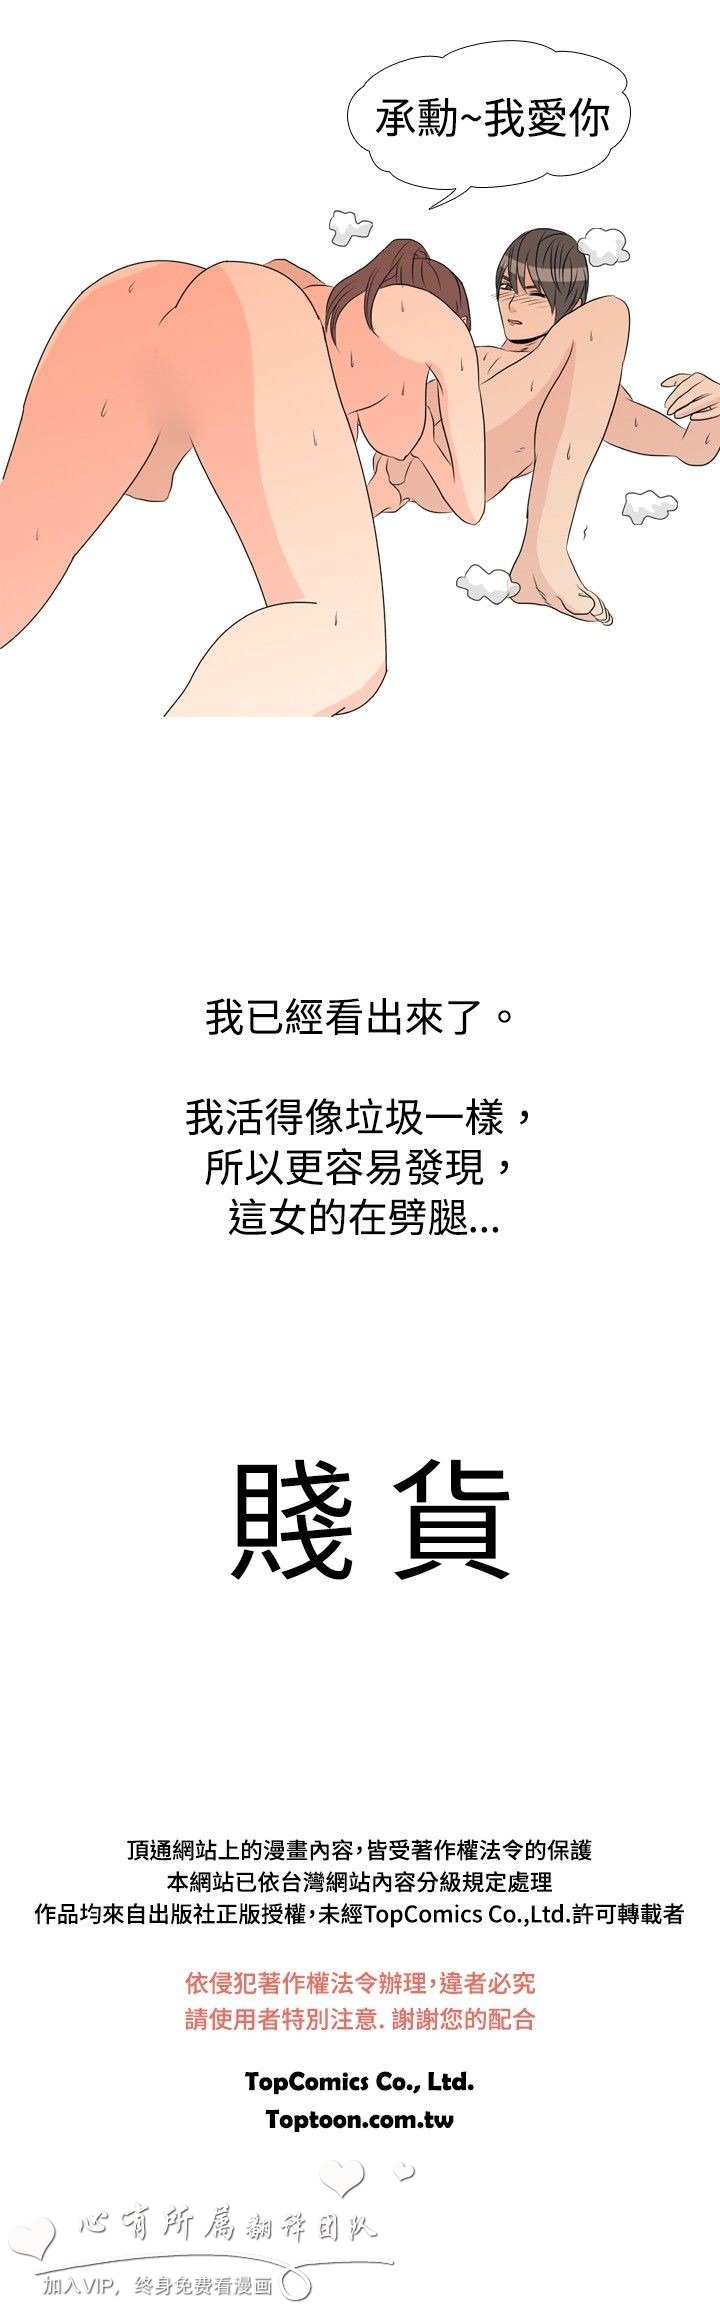 承勳~我愛你
我已經看出來了。
我活得像垃圾一樣，
所以更容易發現，
這女的在劈腿...
賤貨
頂通網站上的漫畫內容，皆受著作權法令的保護
本網站已依台灣網站內容分級規定處理
作品均來自出版社正版授權，未經TopComics Co.,Ltd.許可轉載者
依侵犯著作權法令辦理，違者必究
請使用者特別注意. 謝謝您的配合
TopComics Co., Ltd.
Toptoon.com.tw
心有所属翻译团队
加入VIP，终身免费看漫画